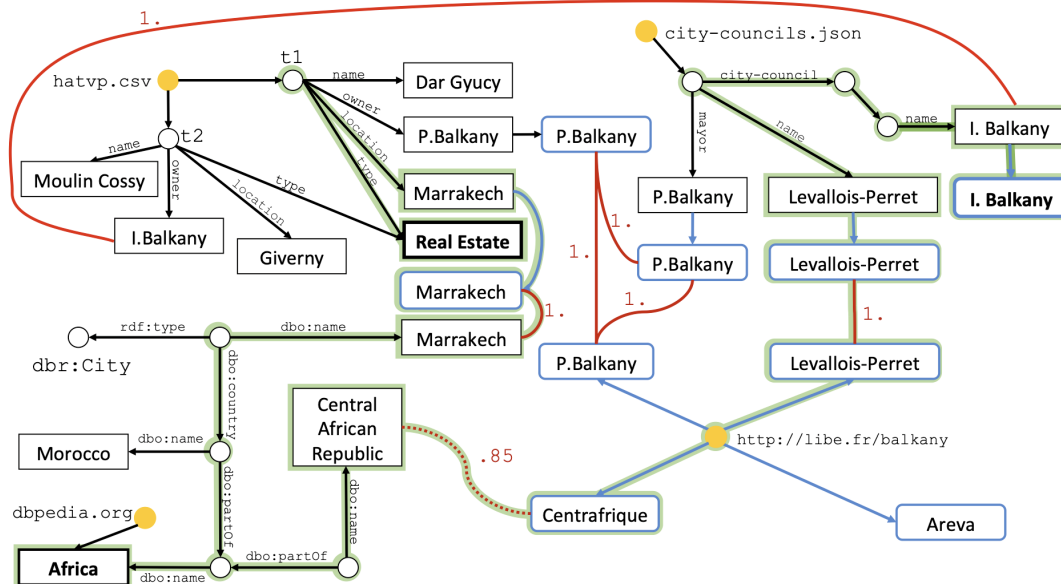 1.
city-councils.json
t1
hatvp.csv
name
Dar Gyucy
city-council
owner
location
type
P.Balkany
P.Balkany
mayor
name
name
I. Balkany
t2
name
owner
location
type
Moulin Cossy
Marrakech
P.Balkany
Levallois-Perret
I. Balkany
I.Balkany
Real Estate
Giverny
1.
P.Balkany
Levallois-Perret
Marrakech
1.
1.
1.
rdf:type
dbo:name
Marrakech
dbr:City
dbo:country
P.Balkany
Levallois-Perret
Central
African
Republic
Morocco
dbo:name
.85
http://libe.fr/balkany
dbo:partOf
dbo:name
dbpedia.org
Centrafrique
Areva
Africa
dbo:name
dbo:partOf